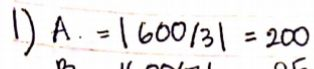 1) A. = | 600/3 | = 200